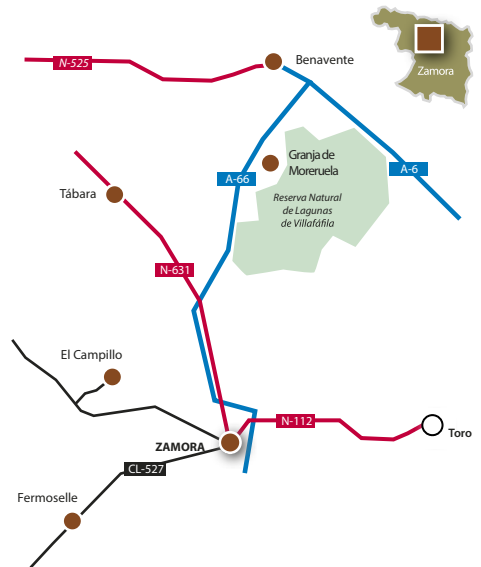 N-525
Benavente
Zamora
Granja de
Moreruela
A-66
A-6
Reserva Natural
de Lagunas
de Villafáfila
Tábara
N-631
El Campillo
N-112
Toro
ZAMORA
CL-527
Fermoselle